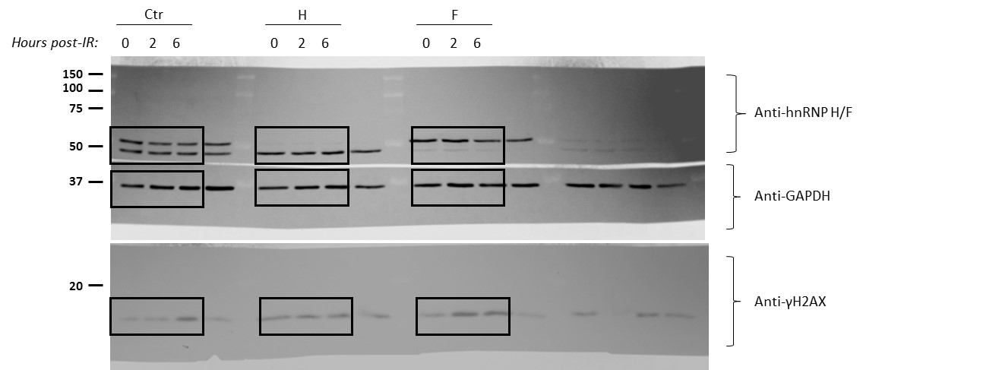 Ctr H F
Hours post-IR: 0 2 6 0 2 6 0 2 6
150
100
75
50
37
20
Anti-hnRNP H/F
Anti-GAPDH
Anti-γH2AX